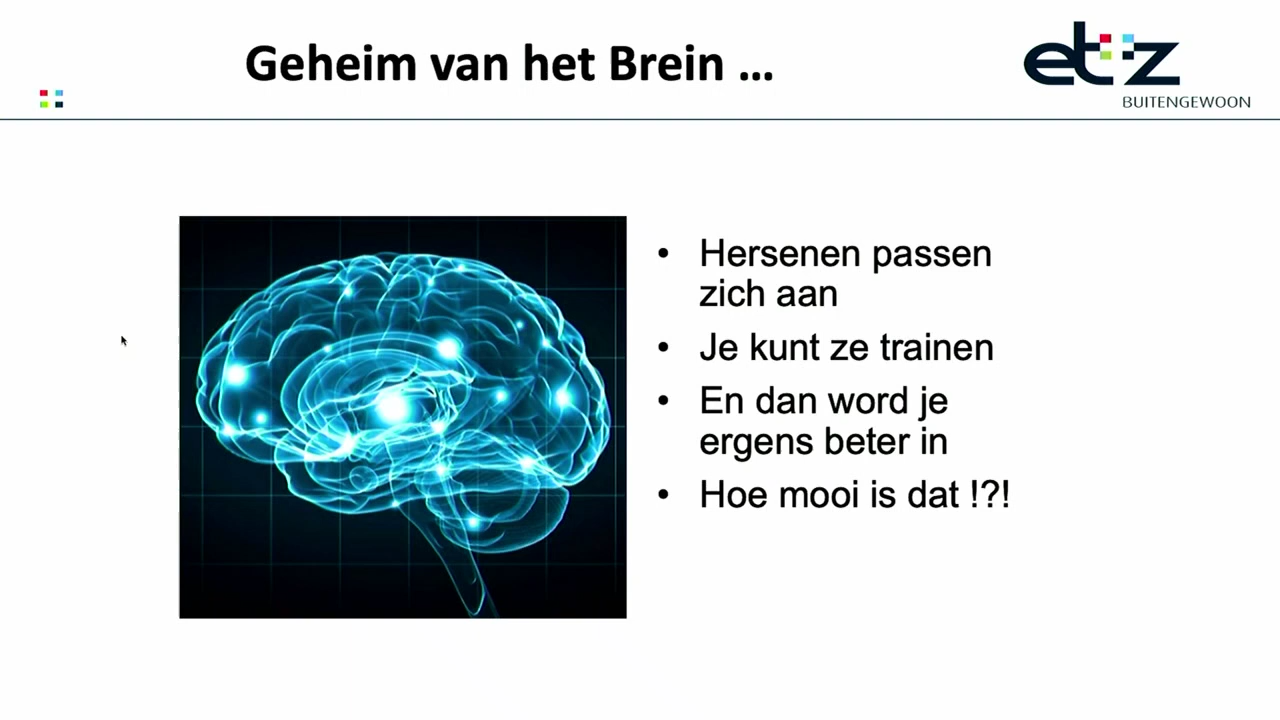 Geheim van het Brein ...
etz
BUITENGEWOON
• Hersenen passen
zich aan
• Je kunt ze trainen
• En dan word je
ergens beter in
• Hoe mooi is dat !?!